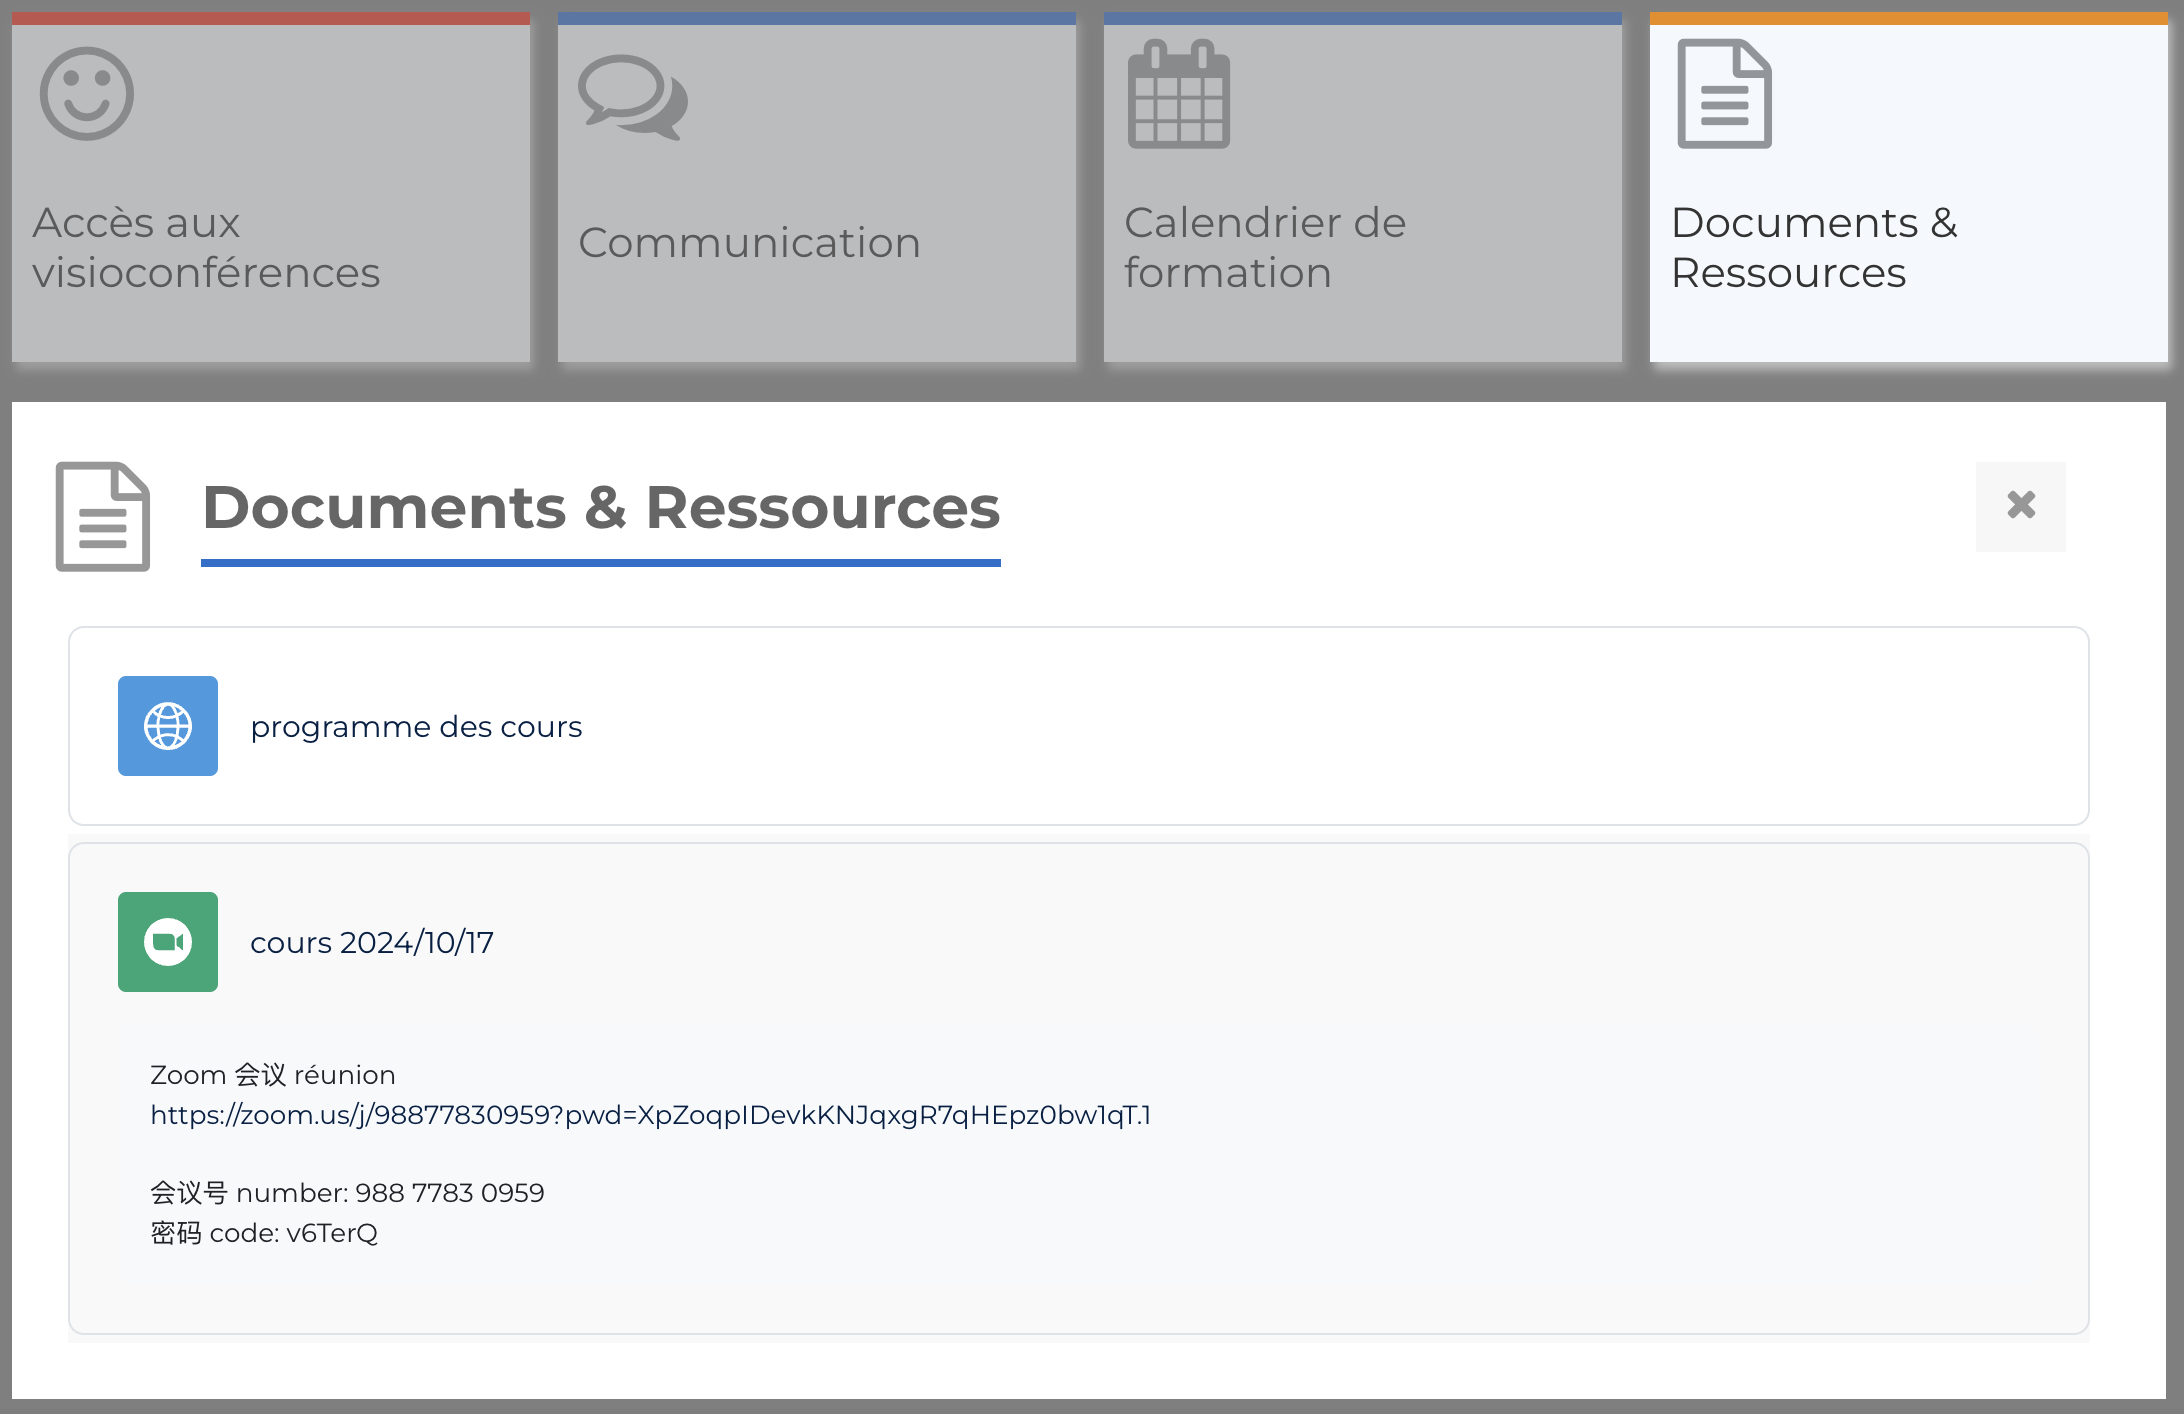 Accès aux
visioconférences
Communication
Calendrier de
formation
Documents &
Ressources
Documents & Ressources
programme des cours
cours 2024/10/17
Zoom 会议 réunion
https://zoom.us/j/98877830959?pwd=XpZoqpIDevkKNJqxgR7qHEpz0bw1qT.1
会议号 number: 988 7783 0959
密码 code: v6TerQ